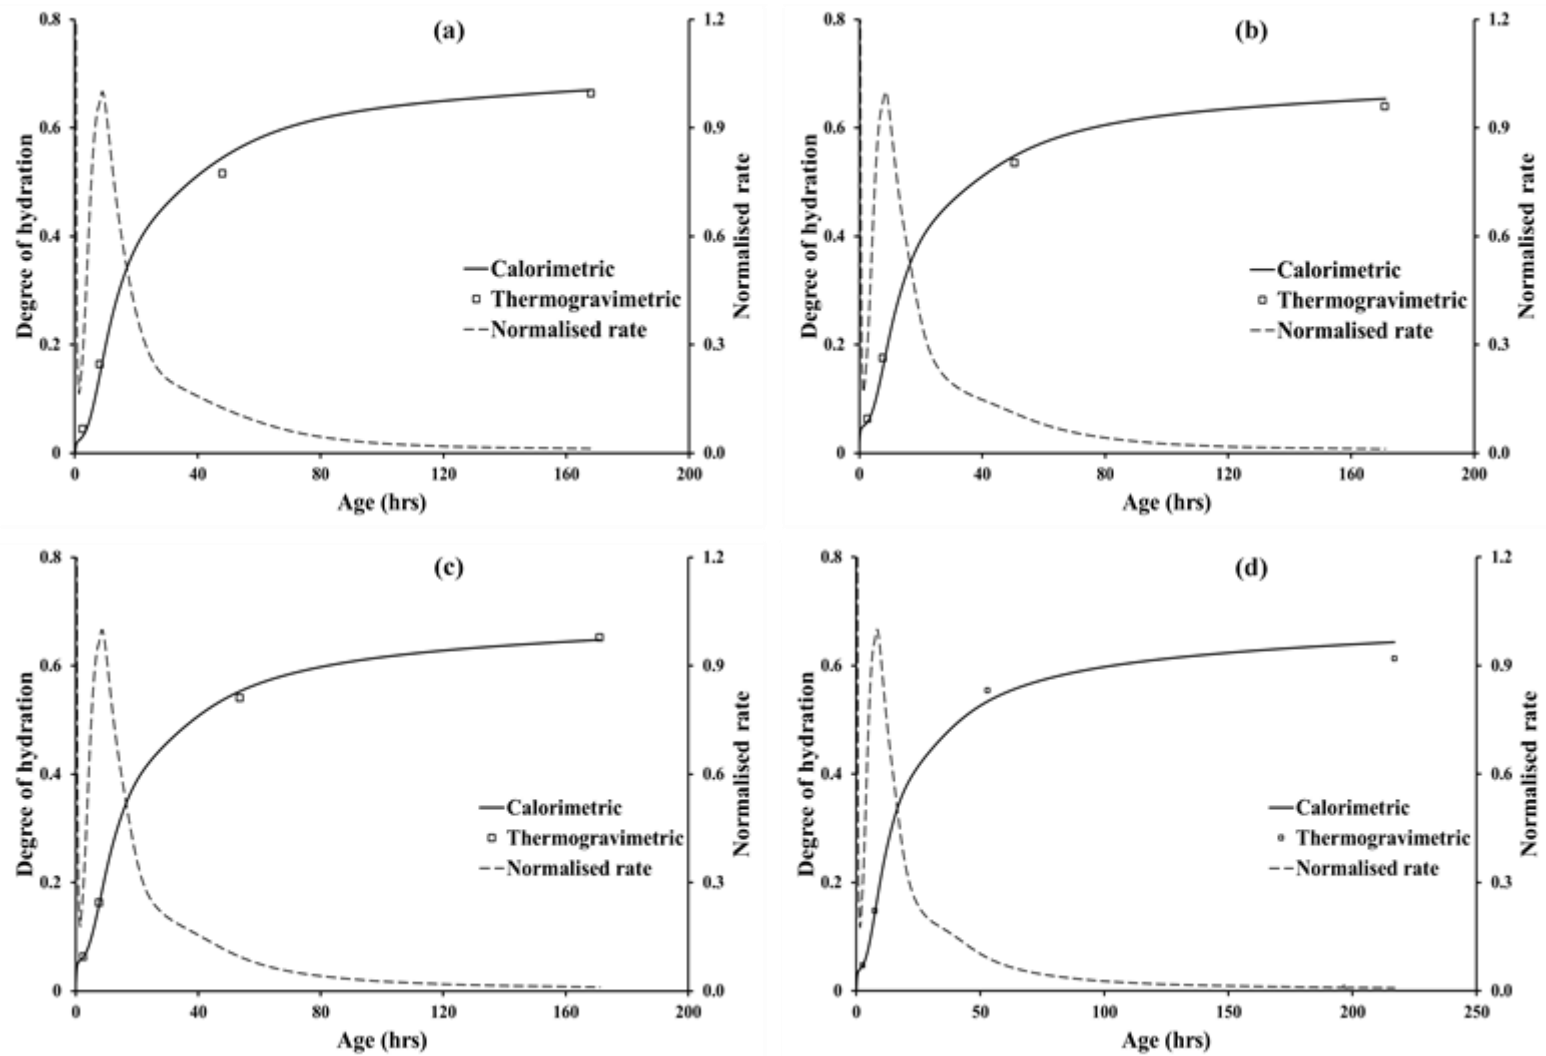 (a)
0.8
0.6
0.4
0.2
0
1.2
0.9
0.6
0.3
0.0
Degree of hydration
Normalised rate
Calorimetric
Thermogravimetric
Normalised rate
0 40 80 120 160 200
Age (hrs)
(b)
0.8
0.6
0.4
0.2
0
1.2
0.9
0.6
0.3
0.0
Degree of hydration
Normalised rate
Calorimetric
Thermogravimetric
Normalised rate
0 40 80 120 160 200
Age (hrs)
(c)
0.8
0.6
0.4
0.2
0
1.2
0.9
0.6
0.3
0.0
Degree of hydration
Normalised rate
Calorimetric
Thermogravimetric
Normalised rate
0 40 80 120 160 200
Age (hrs)
(d)
0.8
0.6
0.4
0.2
0
1.2
0.9
0.6
0.3
0.0
Degree of hydration
Normalised rate
Calorimetric
Thermogravimetric
Normalised rate
0 50 100 150 200 250
Age (hrs)